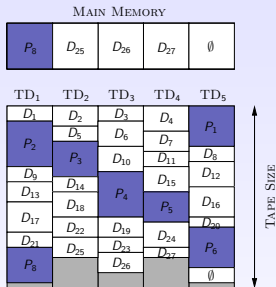 MAIN MEMORY
P8 D25 D26 D27 ∅
TD1 TD2 TD3 TD4 TD5
D1 D2 D3 D4 P1
P2 D5 D6 D7 D8
D9 P3 D10 D11 D12
D13 D14 P4 D15 D16
D17 D18 D19 P5 D20
D21 D22 D23 D24 P6
P8 D25 D26 D27 ∅
TAPE SIZE